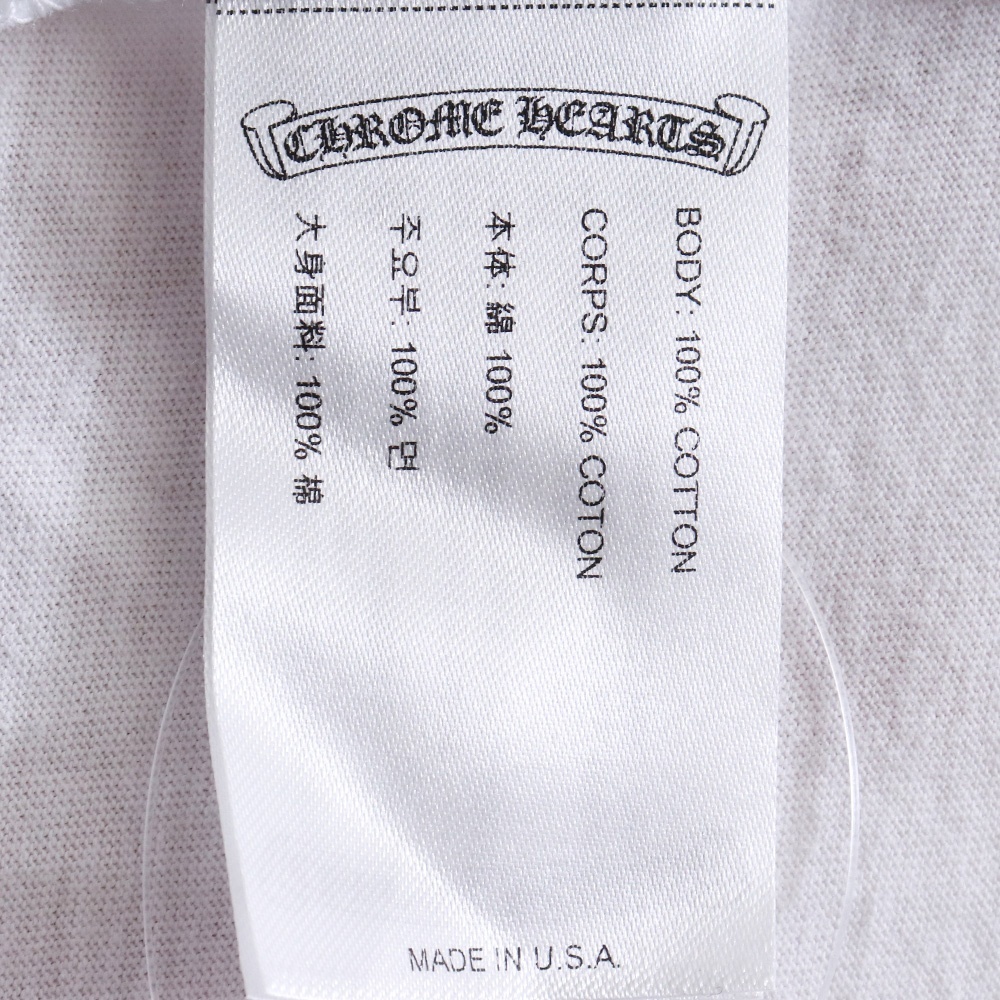 CHROME HEARTS
BODY: 100% COTTON
CORPS: 100% COTON
本体: 綿 100%
주요부: 100% 면
大身面料: 100% 棉
MADE IN U.S.A.